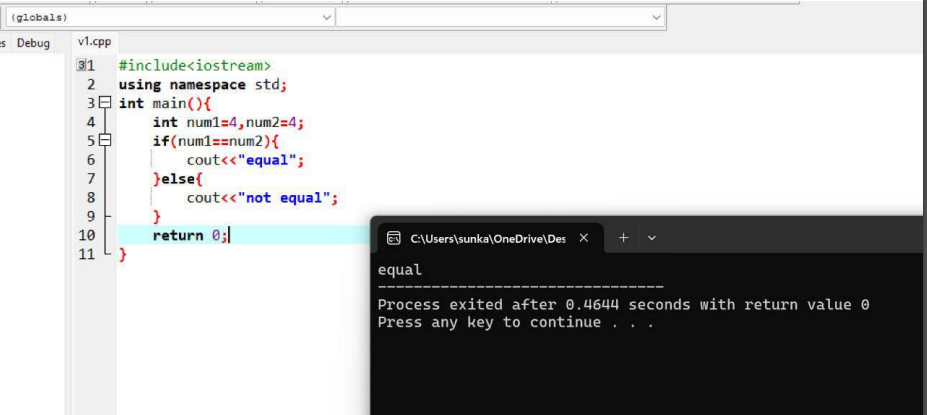 (globals)
es Debug v1.cpp
1 #include<iostream>
2 using namespace std;
3 int main(){
4 int num1=4,num2=4;
5 if(num1==num2){
6 cout<<"equal";
7 }else{
8 cout<<"not equal";
9 }
10 return 0;
11 }
C:\Users\sunka\OneDrive\Des
equal
--------------------------------
Process exited after 0.4644 seconds with return value 0
Press any key to continue . . .